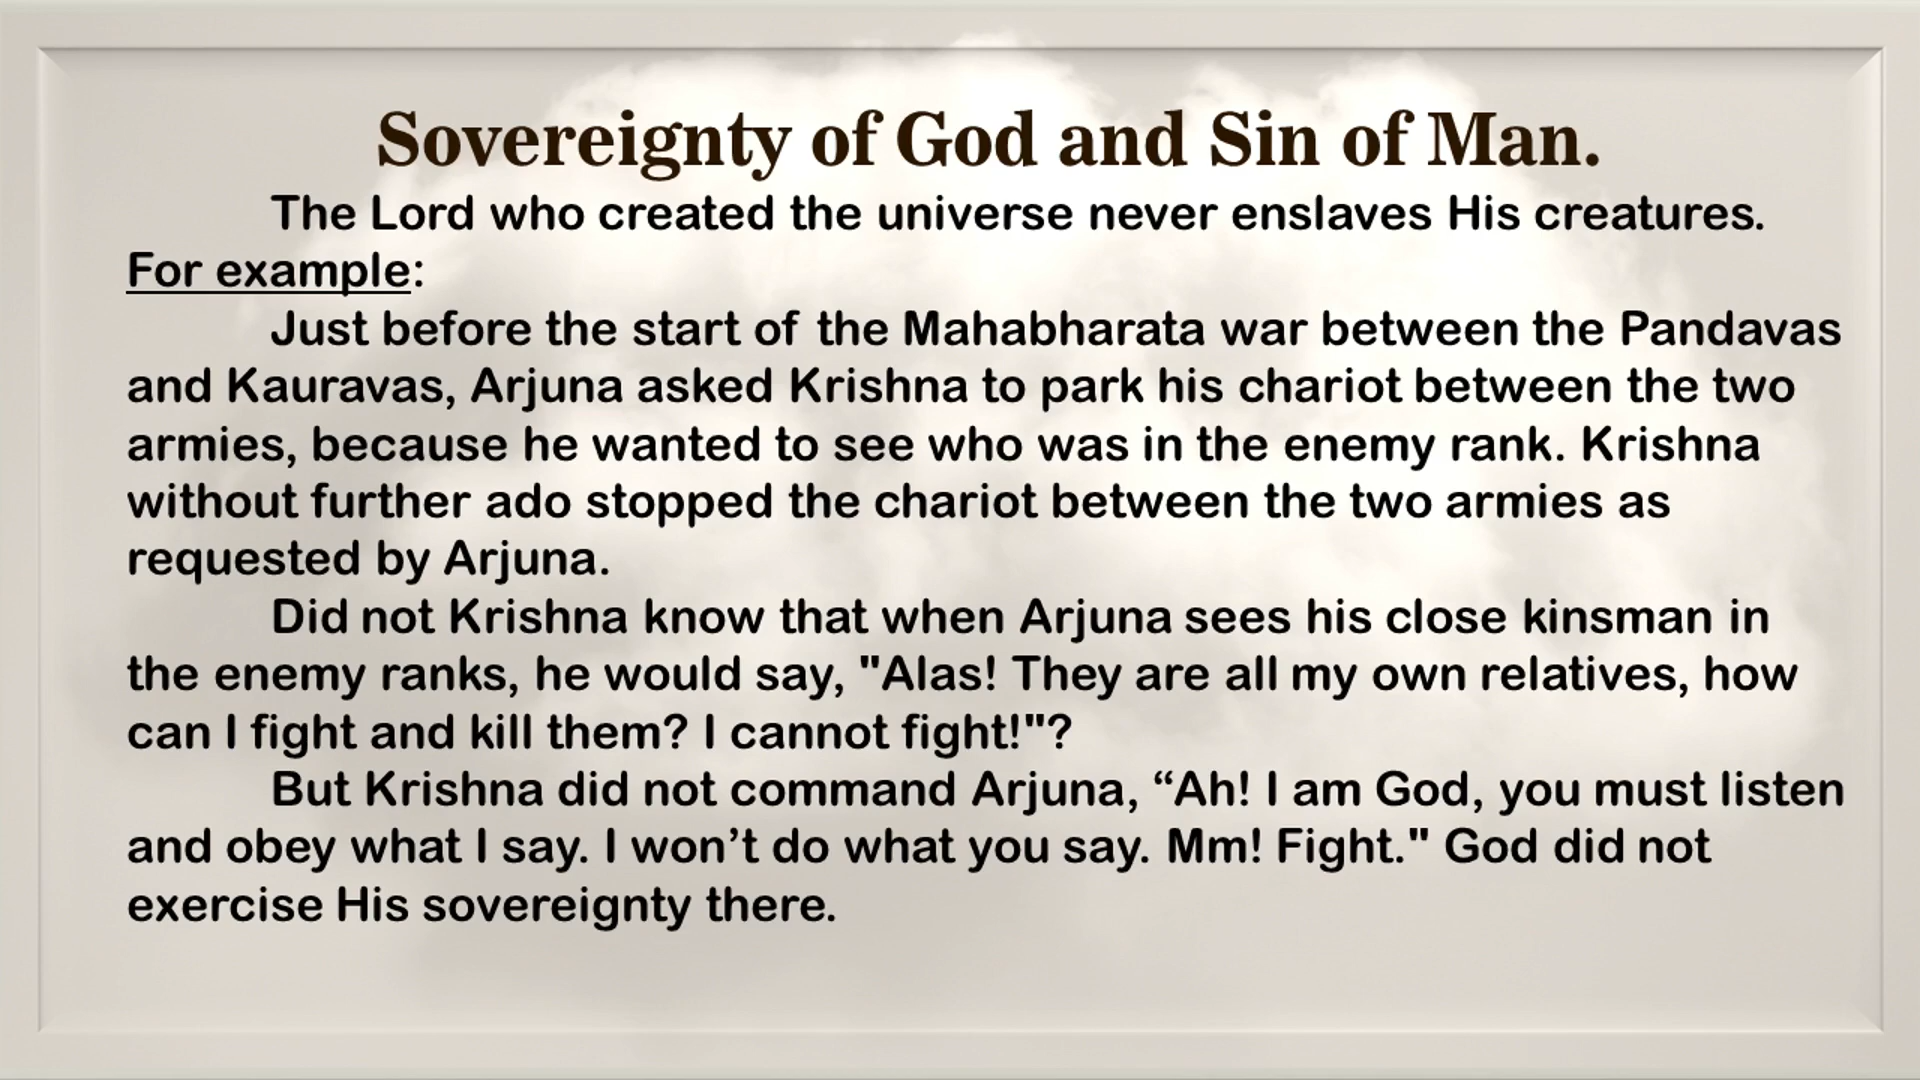 Sovereignty of God and Sin of Man.
The Lord who created the universe never enslaves His creatures.
For example:
Just before the start of the Mahabharata war between the Pandavas
and Kauravas, Arjuna asked Krishna to park his chariot between the two
armies, because he wanted to see who was in the enemy rank. Krishna
without further ado stopped the chariot between the two armies as
requested by Arjuna.
Did not Krishna know that when Arjuna sees his close kinsman in
the enemy ranks, he would say, "Alas! They are all my own relatives, how
can I fight and kill them? I cannot fight!"?
But Krishna did not command Arjuna, “Ah! I am God, you must listen
and obey what I say. I won’t do what you say. Mm! Fight." God did not
exercise His sovereignty there.